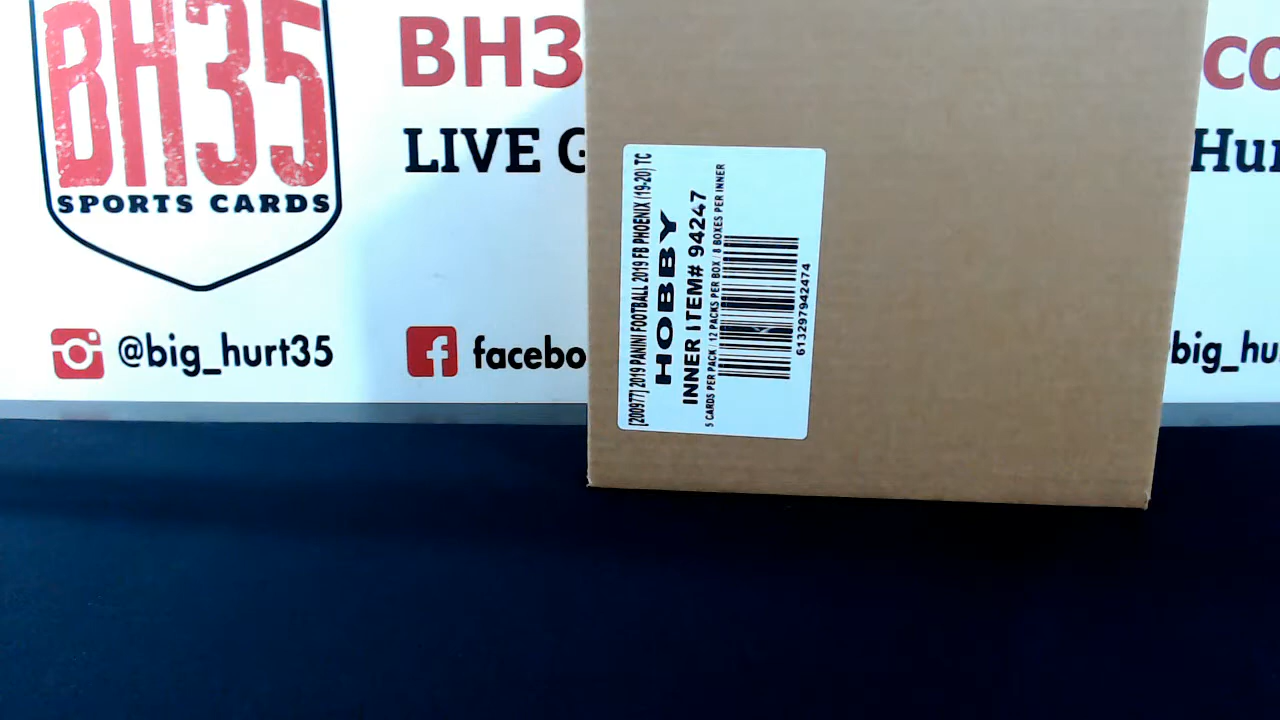 BH35
SPORTS CARDS
@big_hurt35
BH3
LIVE G
facebo
[200977] 2019 PANINI FOOTBALL 2019 FB PHOENIX (19-20) TC
HOBBY
INNER ITEM# 94247
5 CARDS PER PACK / 12 PACKS PER BOX / 8 BOXES PER INNER
613297942474
co
Hur
big_hu